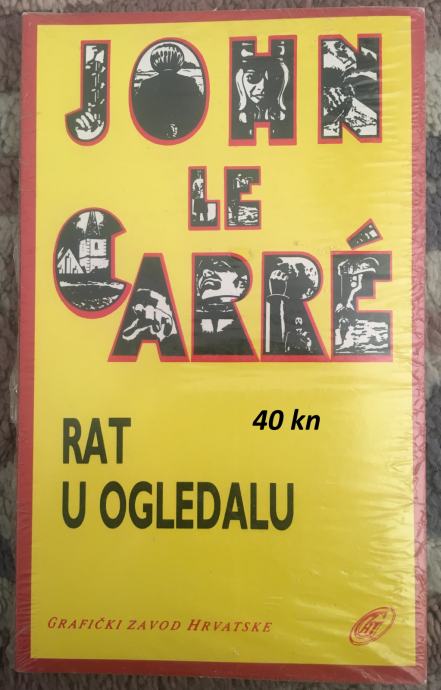 JOHN
LE
CARRÉ
40 kn
RAT
U OGLEDALU
GRAFIČKI ZAVOD HRVATSKE